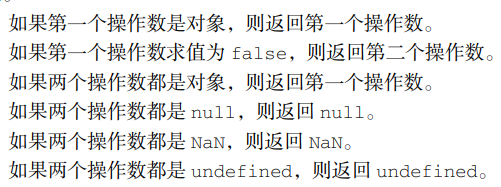 如果第一个操作数是对象，则返回第一个操作数。
如果第一个操作数求值为 false，则返回第二个操作数。
如果两个操作数都是对象，则返回第一个操作数。
如果两个操作数都是 null，则返回 null。
如果两个操作数都是 NaN，则返回 NaN。
如果两个操作数都是 undefined，则返回 undefined。